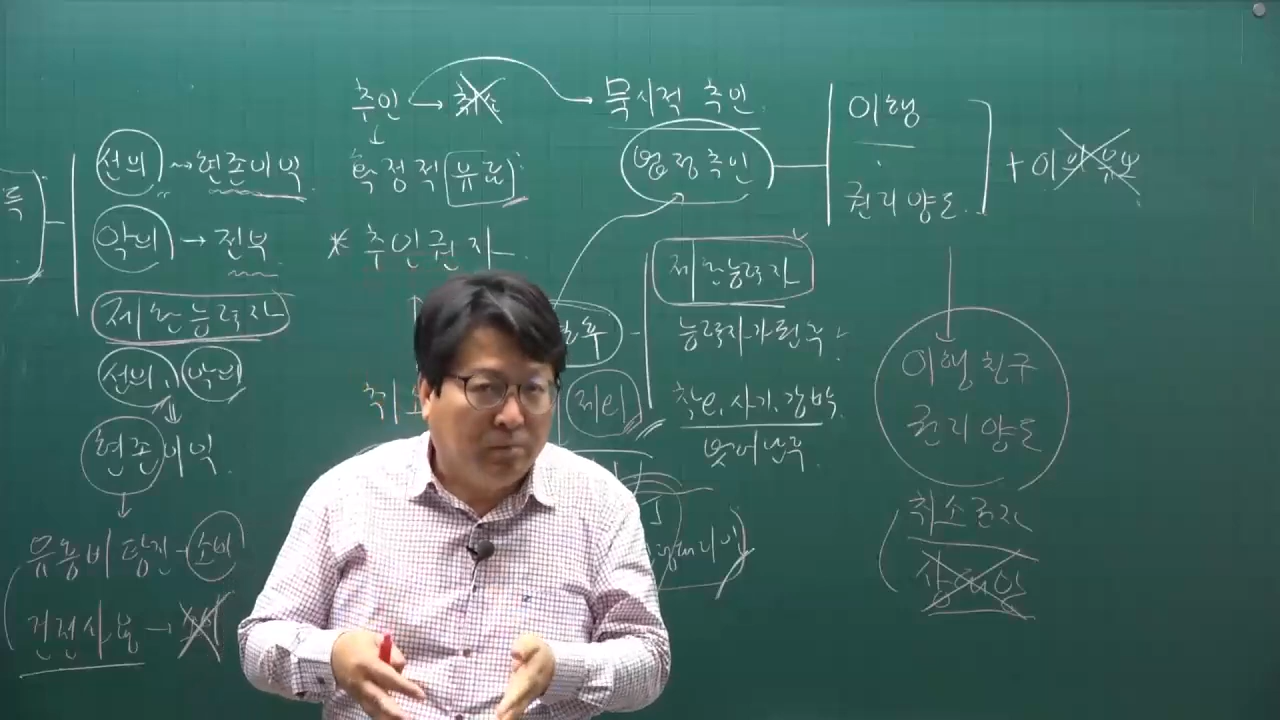 특
선의 → 현존이익.
악의 → 전부
제한능력자
선의, 악의
현존이익.
유흥비 탕진 - 소비
건전사용 →
추인 →
확정적 유효.
* 추인권자
취소
묵시적 추인.
법정추인
이행
권리양도.
+ 이의유보
후
제한능력자
능력자가 된 후
착e, 사기, 강박.
벗어난 후
이행청구
권리양도
취소권자
상대방